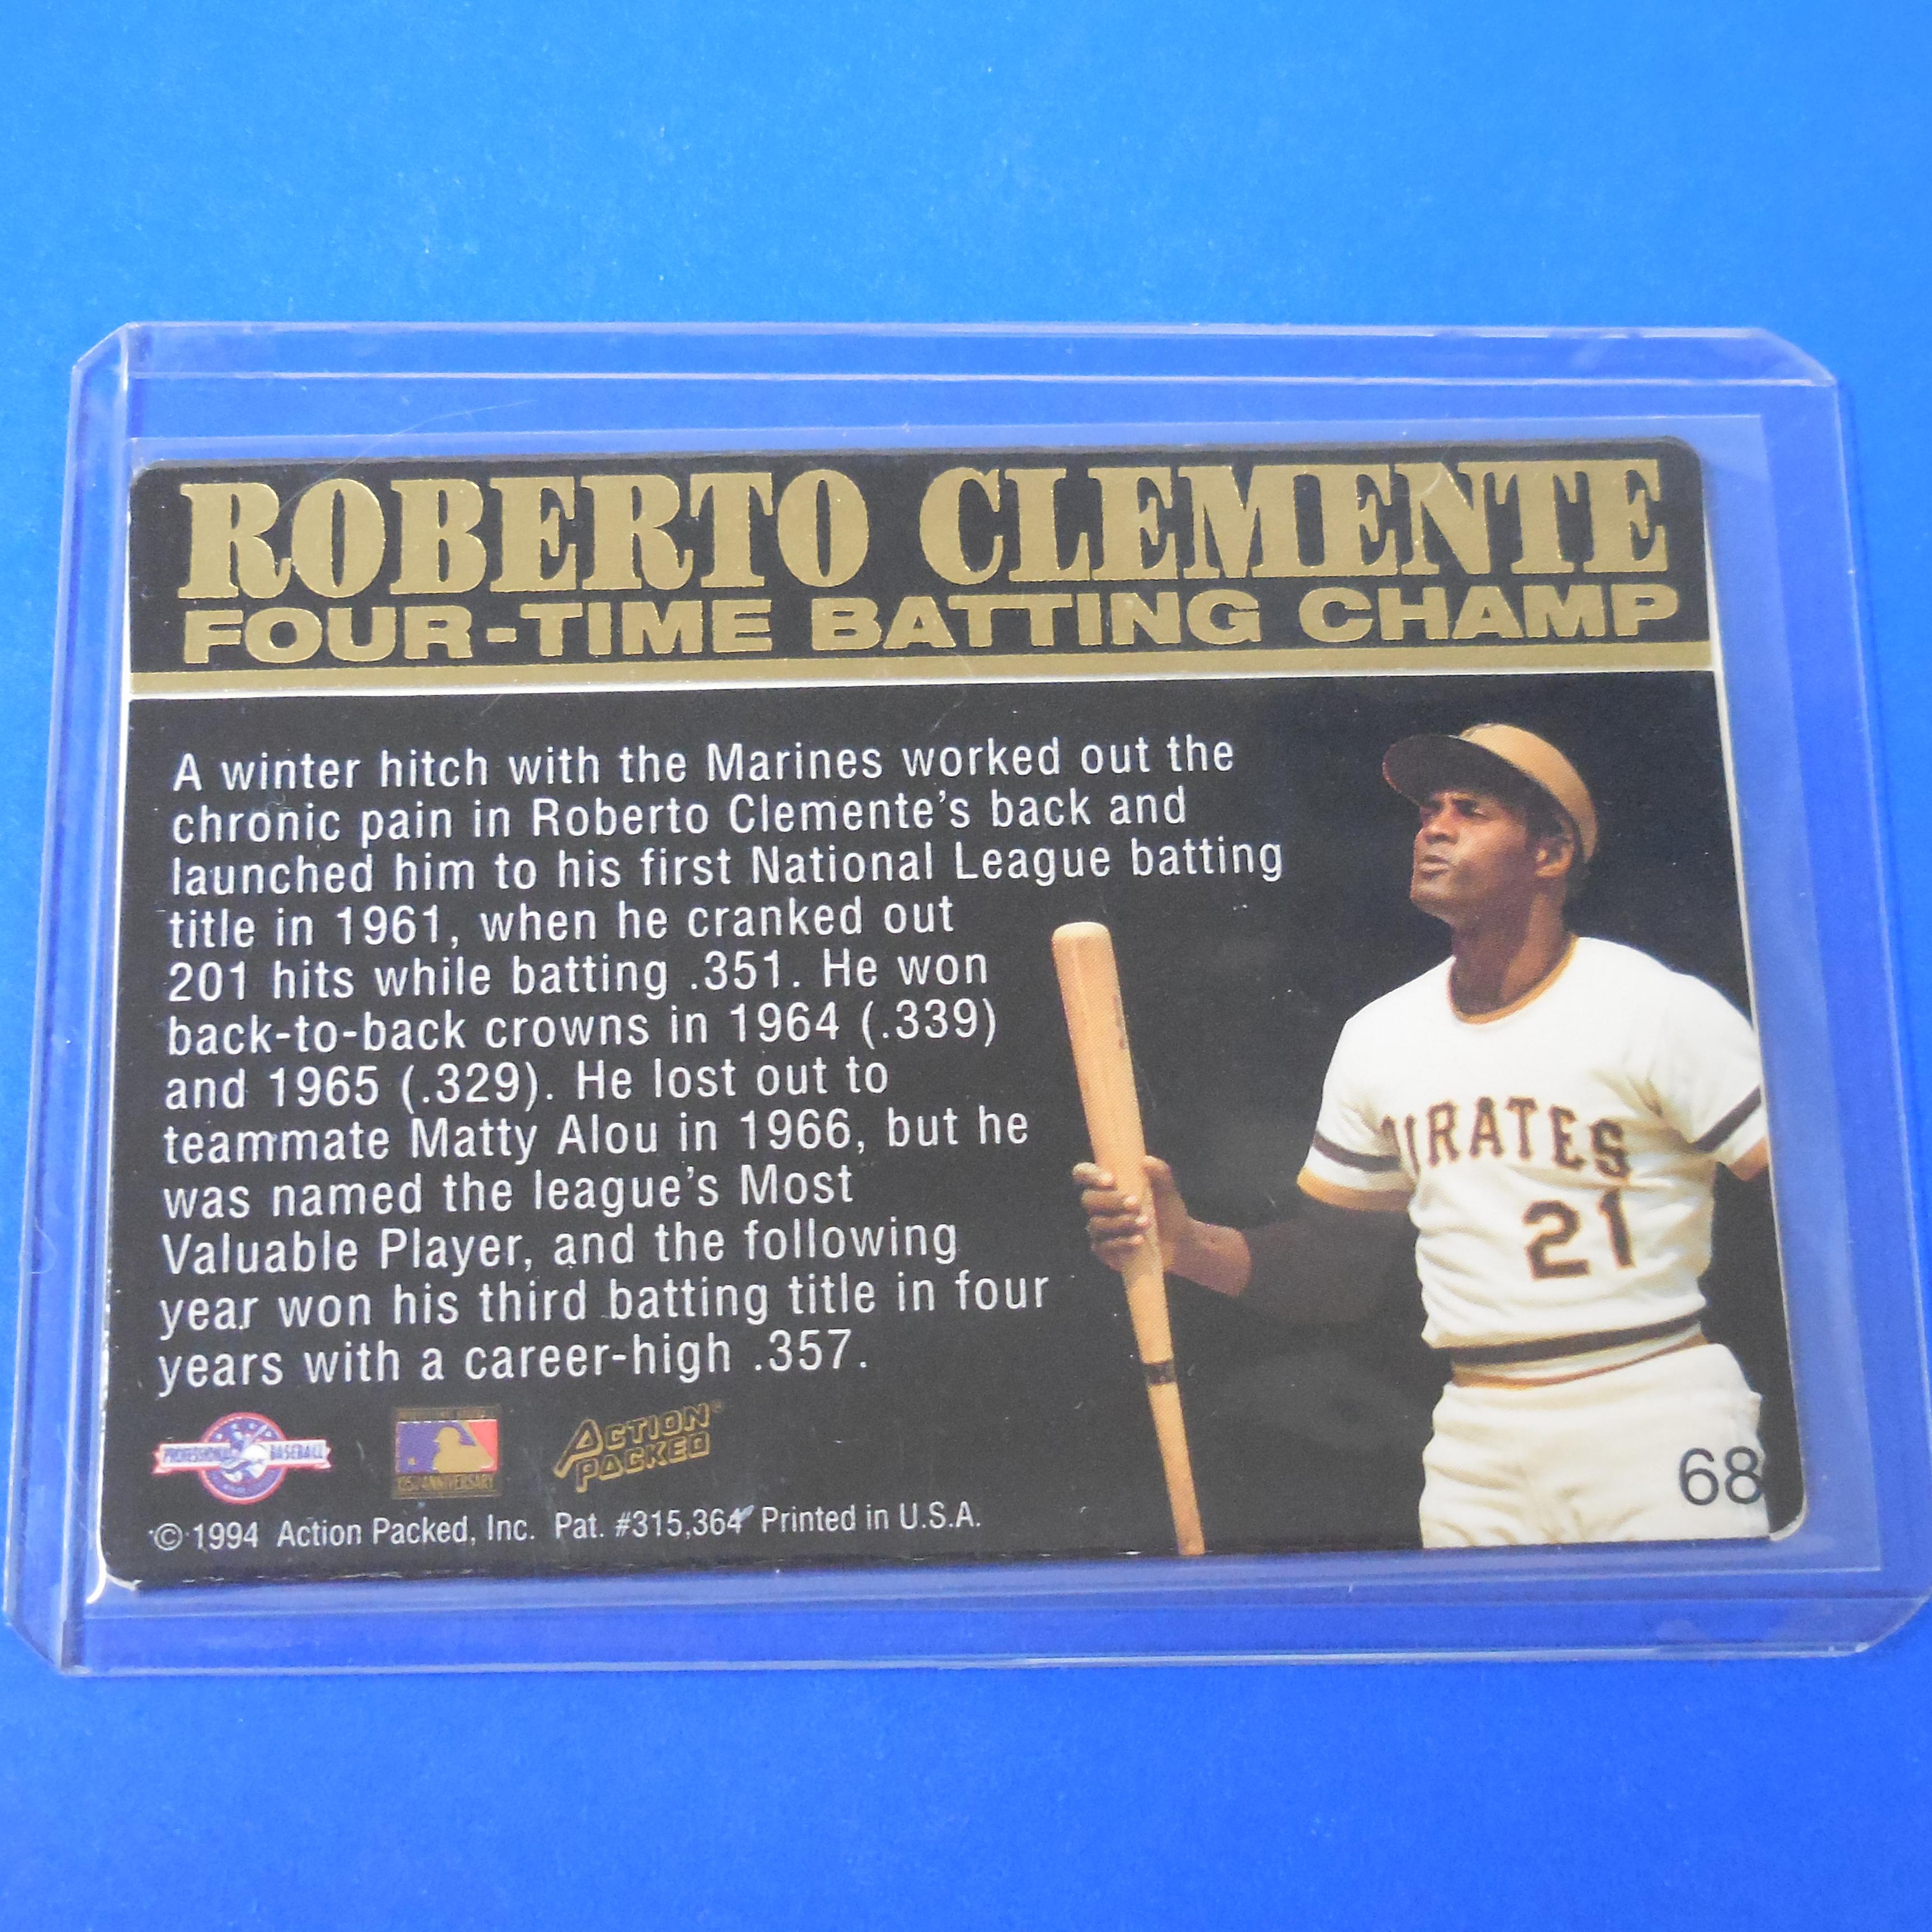 ROBERTO CLEMENTE
FOUR-TIME BATTING CHAMP
A winter hitch with the Marines worked out the
chronic pain in Roberto Clemente's back and
launched him to his first National League batting
title in 1961, when he cranked out
201 hits while batting .351. He won
back-to-back crowns in 1964 (.339)
and 1965 (.329). He lost out to
teammate Matty Alou in 1966, but he
was named the league's Most
Valuable Player, and the following
year won his third batting title in four
years with a career-high .357.
PIRATES
21
68
PROFESSIONAL BASEBALL
125th ANNIVERSARY
ACTION
PACKED®
© 1994 Action Packed, Inc. Pat. #315,364 Printed in U.S.A.